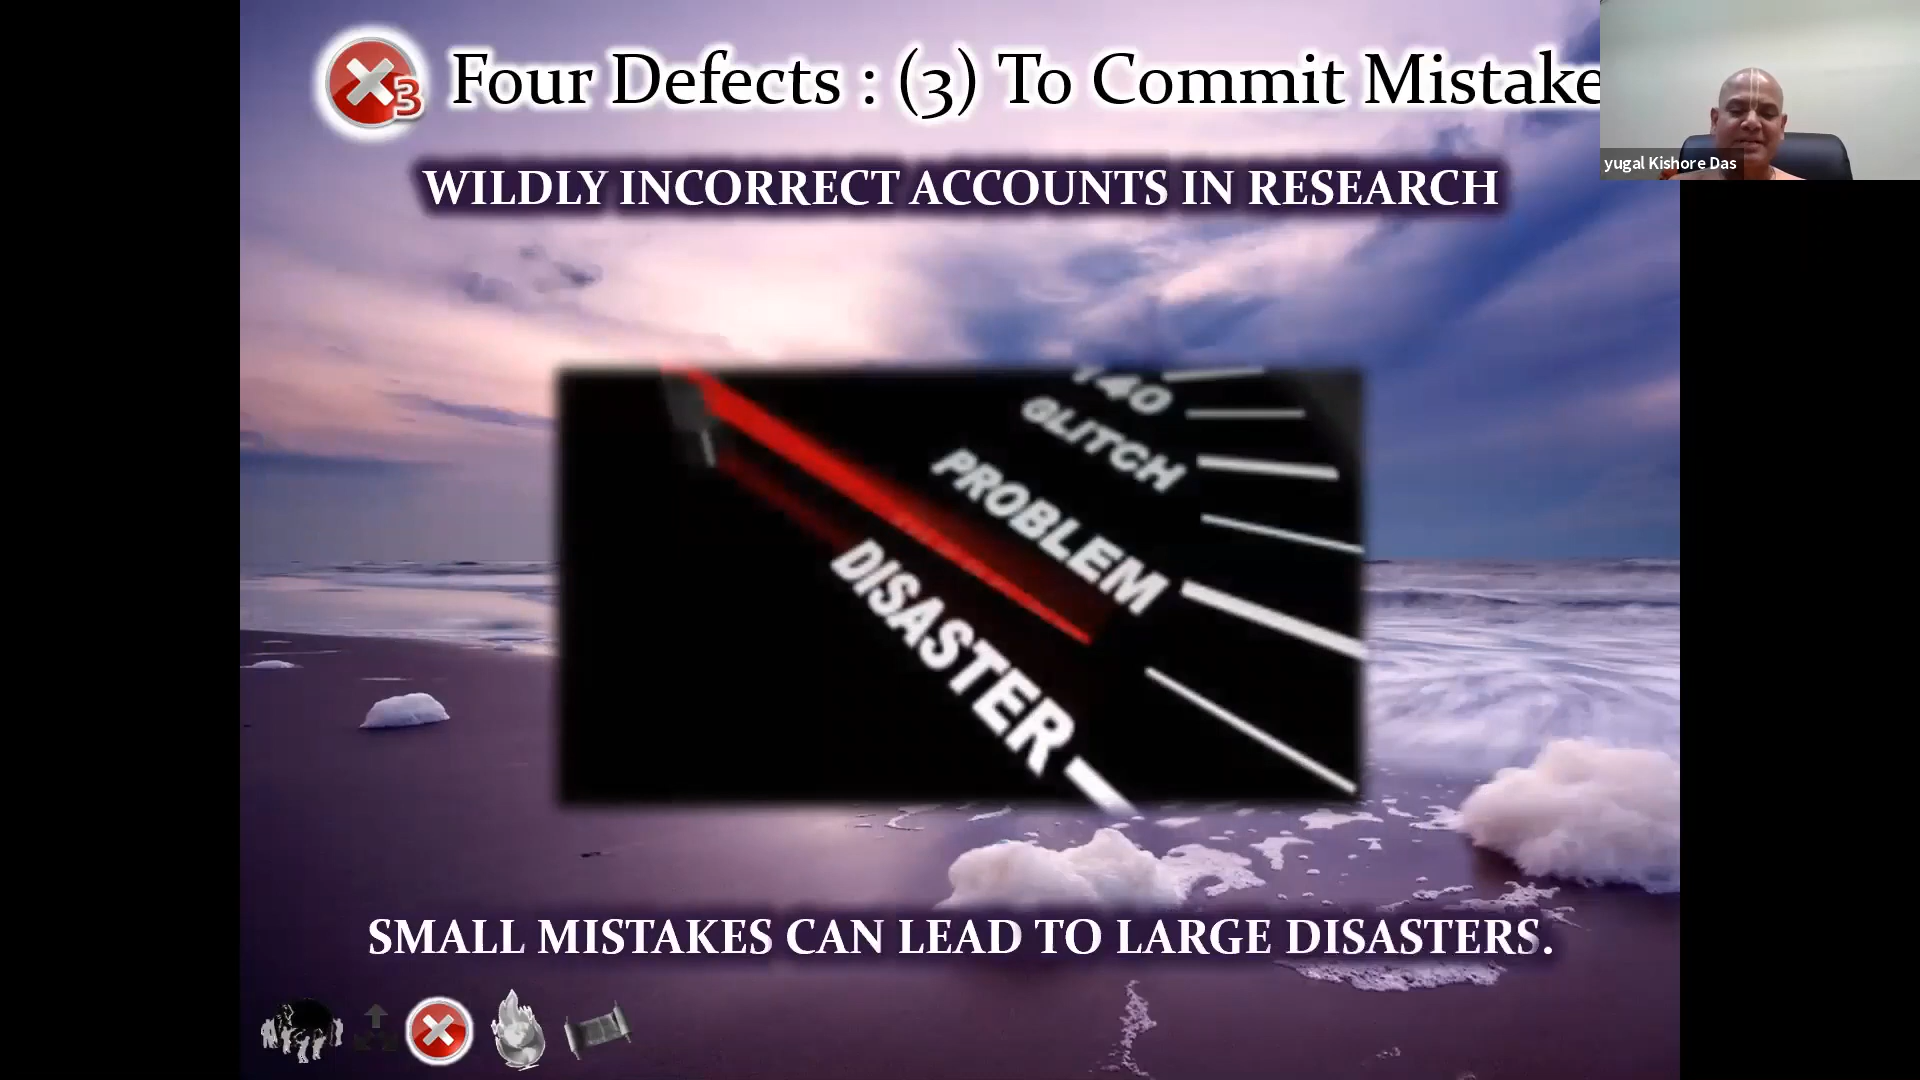 3 Four Defects : (3) To Commit Mistake
yugal Kishore Das
WILDLY INCORRECT ACCOUNTS IN RESEARCH
140
GLITCH
PROBLEM
DISASTER
SMALL MISTAKES CAN LEAD TO LARGE DISASTERS.